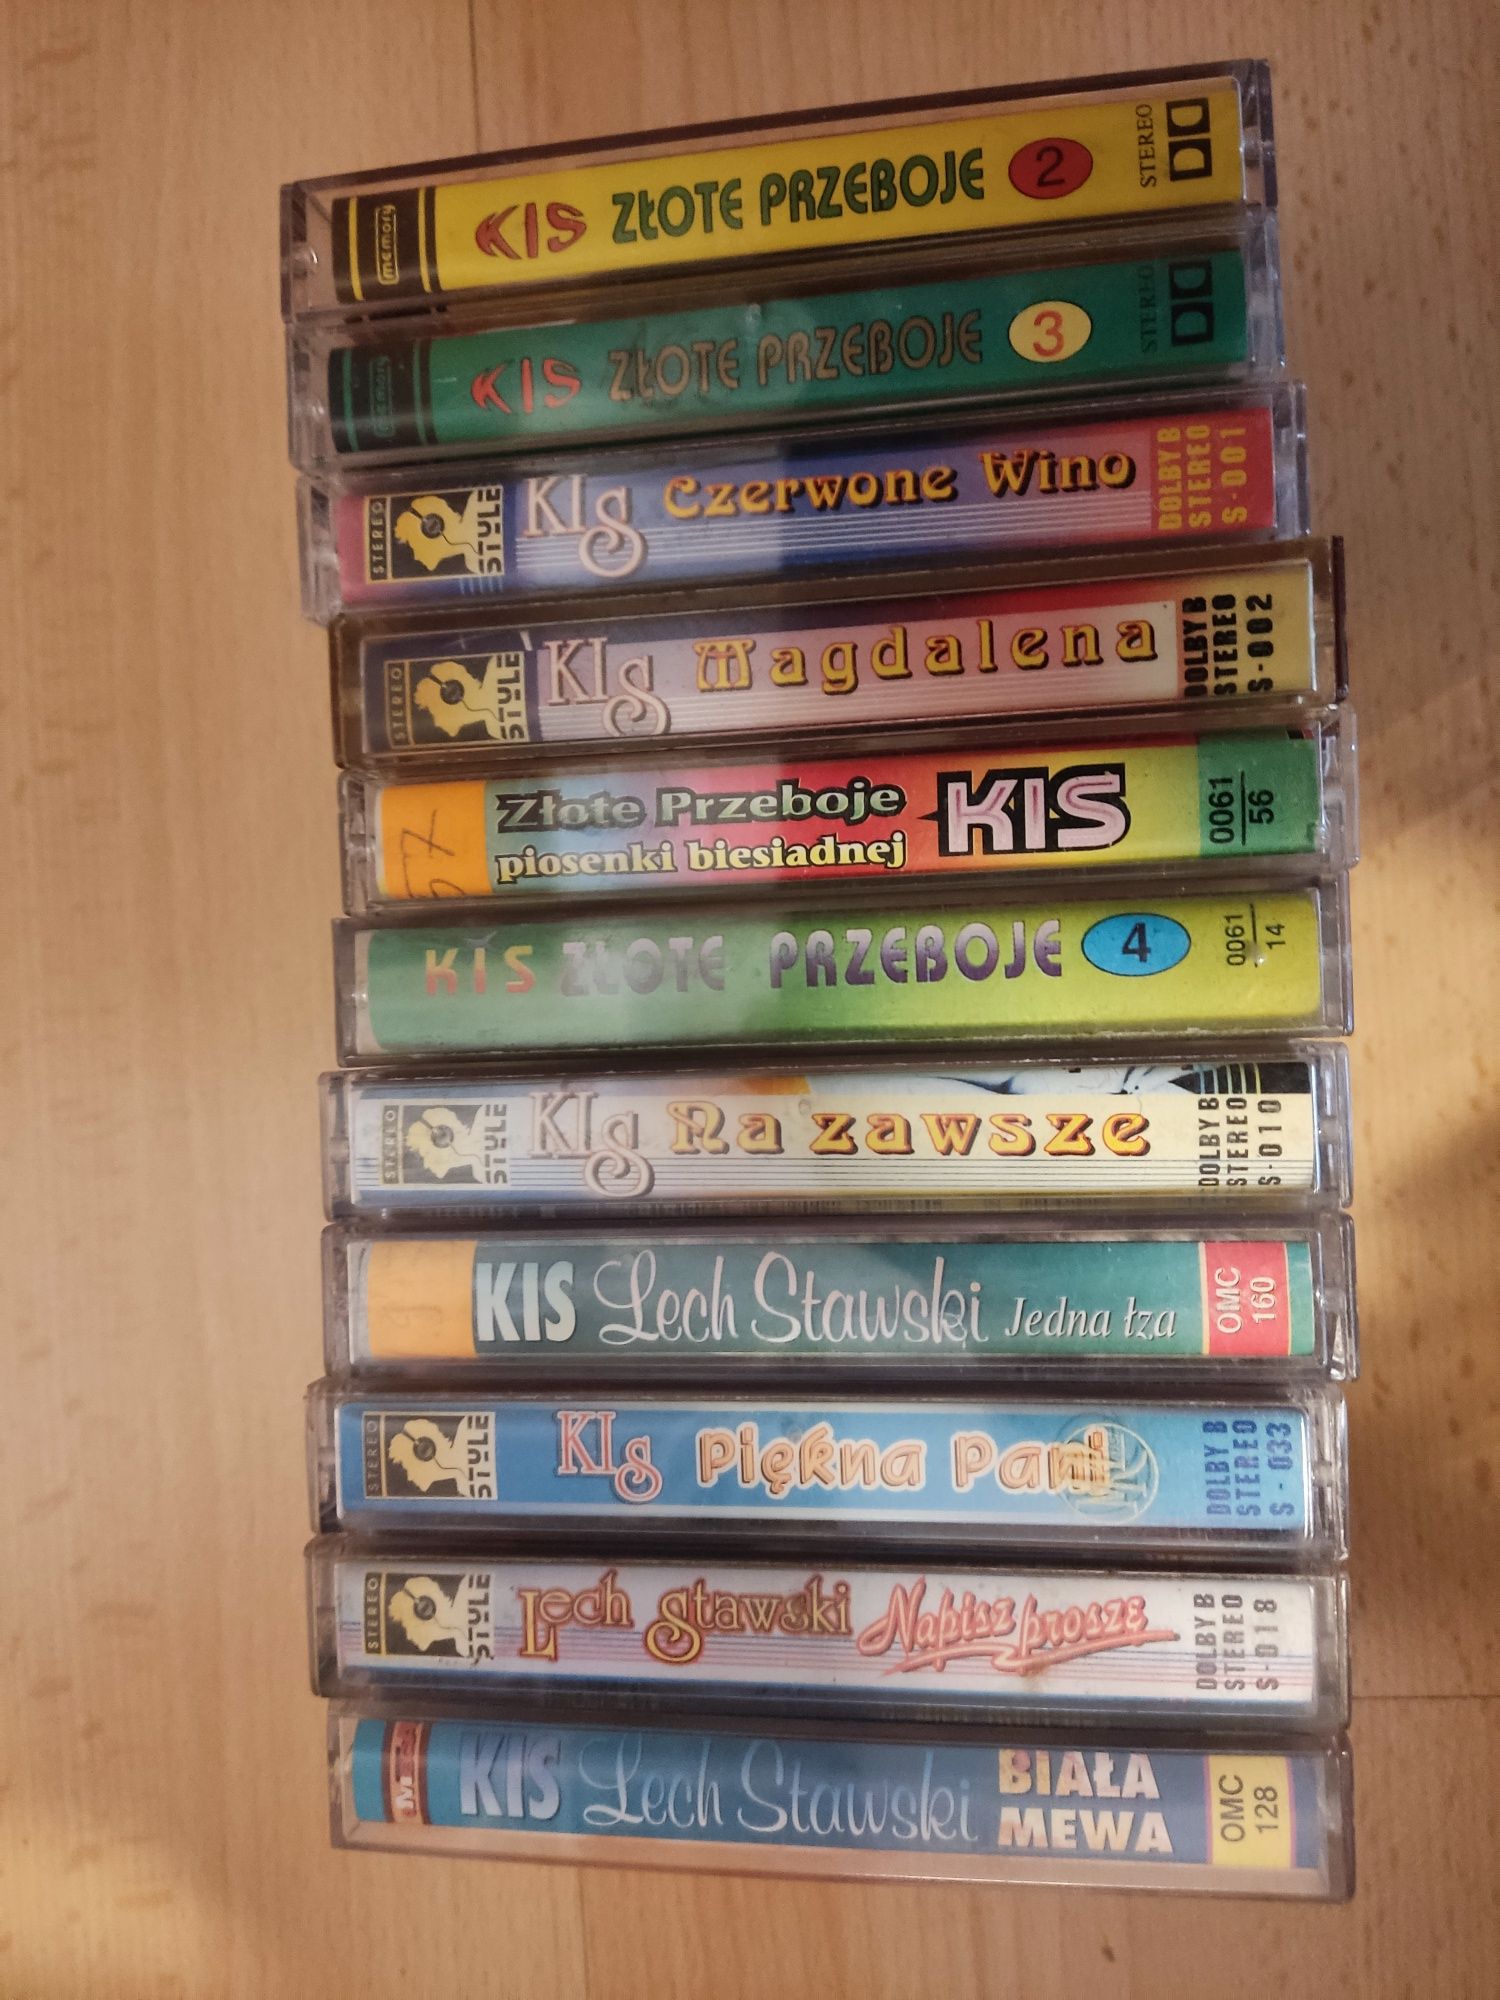 memory
KIS ZŁOTE PRZEBOJE 2
STEREO
memory
KIS ZŁOTE PRZEBOJE 3
STEREO
STEREO
STYLE
KIS Czerwone Wino
DOLBY B
STEREO
S-001
STEREO
STYLE
KIS Magdalena
DOLBY B
STEREO
S-002
57
Złote Przeboje
piosenki biesiadnej
KIS
0061
56
KIS ZŁOTE PRZEBOJE 4
0061
14
STEREO
STYLE
KIS Na zawsze
DOLBY B
STEREO
S-010
KIS Lech Stawski Jedna łza
OMC
160
STEREO
STYLE
KIS Piękna Pani
DOLBY B
STEREO
S-033
STEREO
STYLE
Lech Stawski Napisz proszę
DOLBY B
STEREO
S-018
KIS Lech Stawski
BIAŁA
MEWA
OMC
128